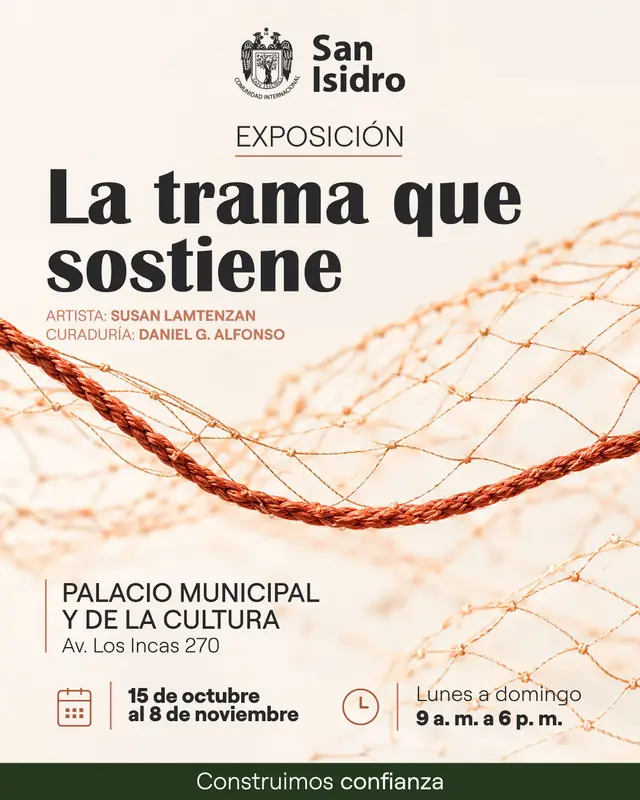 San
Isidro
COMUNIDAD INTERNACIONAL
EXPOSICIÓN
La trama que
sostiene
ARTISTA: SUSAN LAMTENZAN
CURADURÍA: DANIEL G. ALFONSO
PALACIO MUNICIPAL
Y DE LA CULTURA
Av. Los Incas 270
15 de octubre
al 8 de noviembre
Lunes a domingo
9 a. m. a 6 p. m.
Construimos confianza